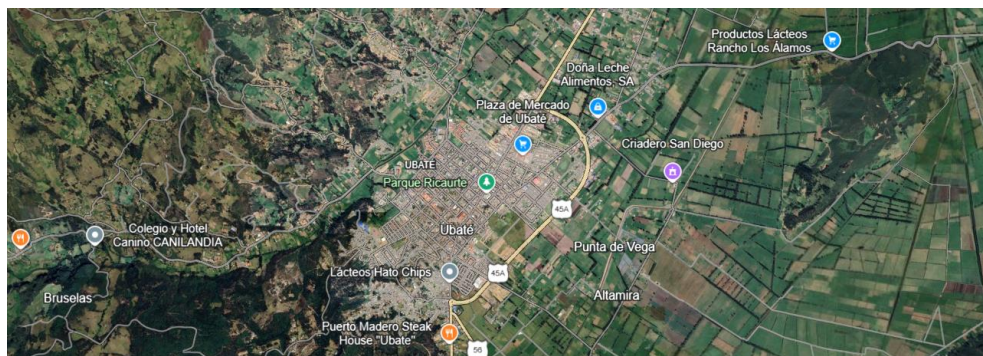 Productos Lácteos
Rancho Los Álamos
Doña Leche
Alimentos, SA
Plaza de Mercado
de Ubaté
Criadero San Diego
UBATE
Parque Ricaurte
45A
Colegio y Hotel
Canino CANILANDIA
Ubaté
Punta de Vega
Lácteos Hato Chips
45A
Bruselas
Altamira
Puerto Madero Steak
House "Ubate"
56